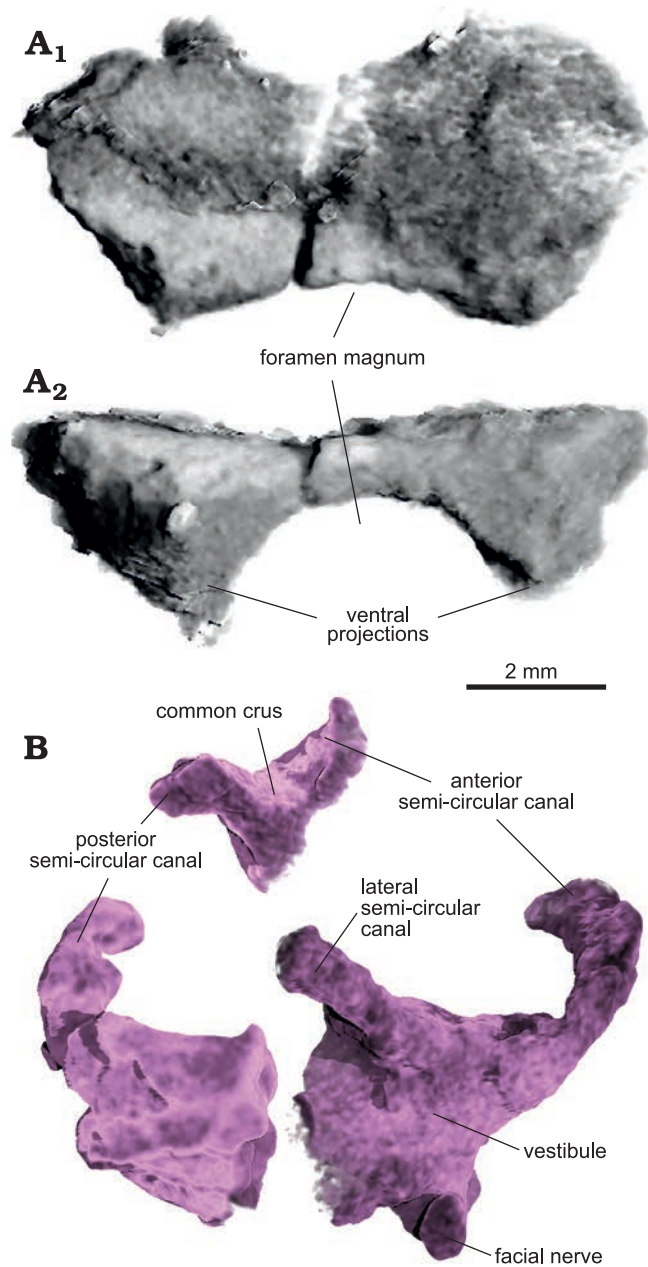 A1
foramen magnum
A2
ventral
projections
2 mm
B
common crus
anterior
semi-circular canal
posterior
semi-circular canal
lateral
semi-circular
canal
vestibule
facial nerve